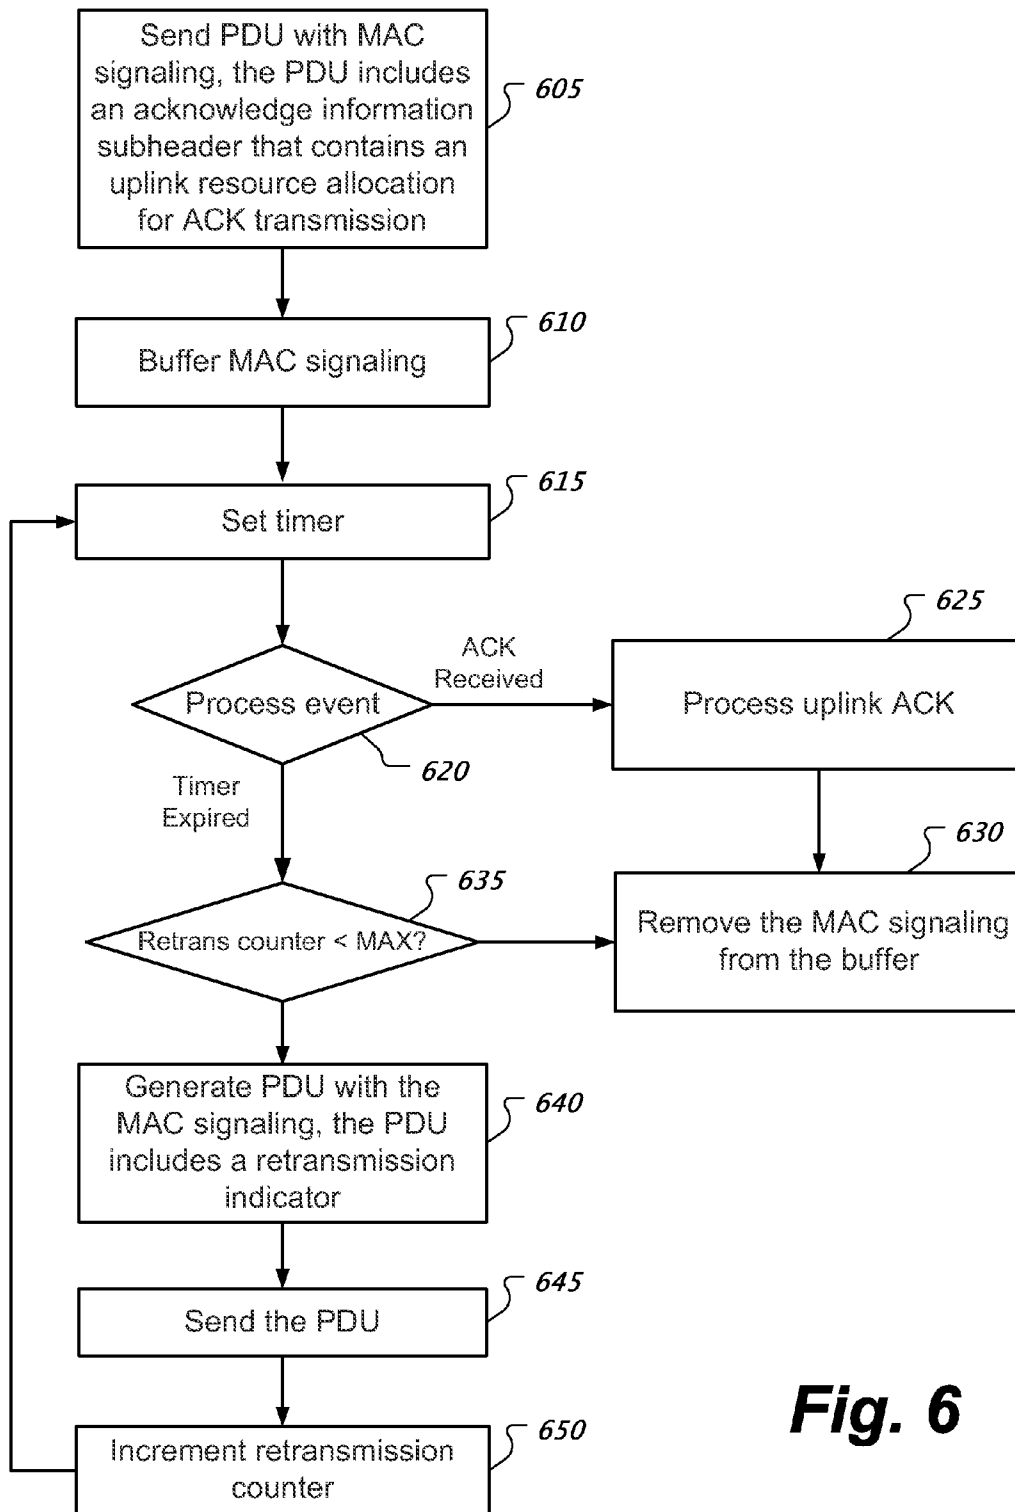 Send PDU with MAC
signaling, the PDU includes
an acknowledge information
subheader that contains an
uplink resource allocation
for ACK transmission
605
Buffer MAC signaling
610
Set timer
615
Process event
620
ACK
Received
Process uplink ACK
625
Timer
Expired
Remove the MAC signaling
from the buffer
630
Retrans counter < MAX?
635
Generate PDU with the
MAC signaling, the PDU
includes a retransmission
indicator
640
Send the PDU
645
Increment retransmission
counter
650
Fig. 6